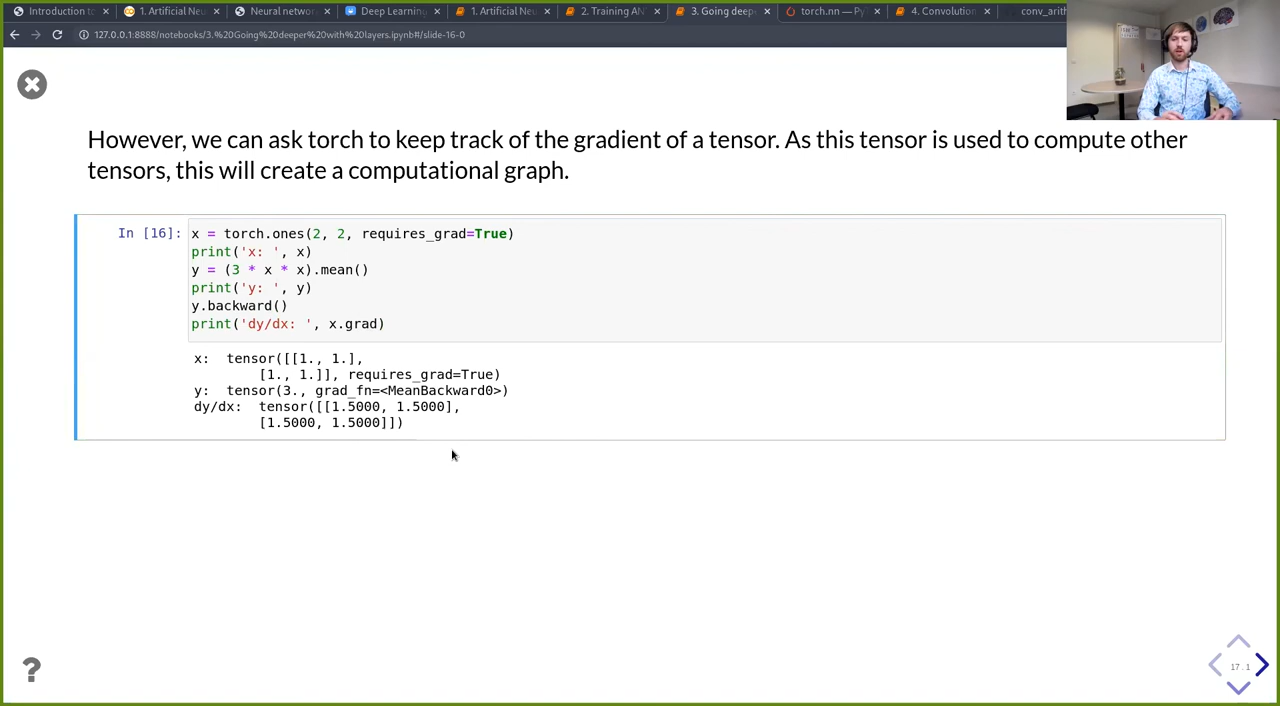 Introduction to
1. Artificial Neu
Neural networ
Deep Learning
1. Artificial Neu
2. Training AN
3. Going deep
torch.nn — Py
4. Convolution
conv_arith
127.0.0.1:8888/notebooks/3.%20Going%20deeper%20with%20layers.ipynb#/slide-16-0
However, we can ask torch to keep track of the gradient of a tensor. As this tensor is used to compute other
tensors, this will create a computational graph.
In [16]: x = torch.ones(2, 2, requires_grad=True)
print('x: ', x)
y = (3 * x * x).mean()
print('y: ', y)
y.backward()
print('dy/dx: ', x.grad)
x:  tensor([[1., 1.],
        [1., 1.]], requires_grad=True)
y:  tensor(3., grad_fn=<MeanBackward0>)
dy/dx:  tensor([[1.5000, 1.5000],
        [1.5000, 1.5000]])
?
17.1